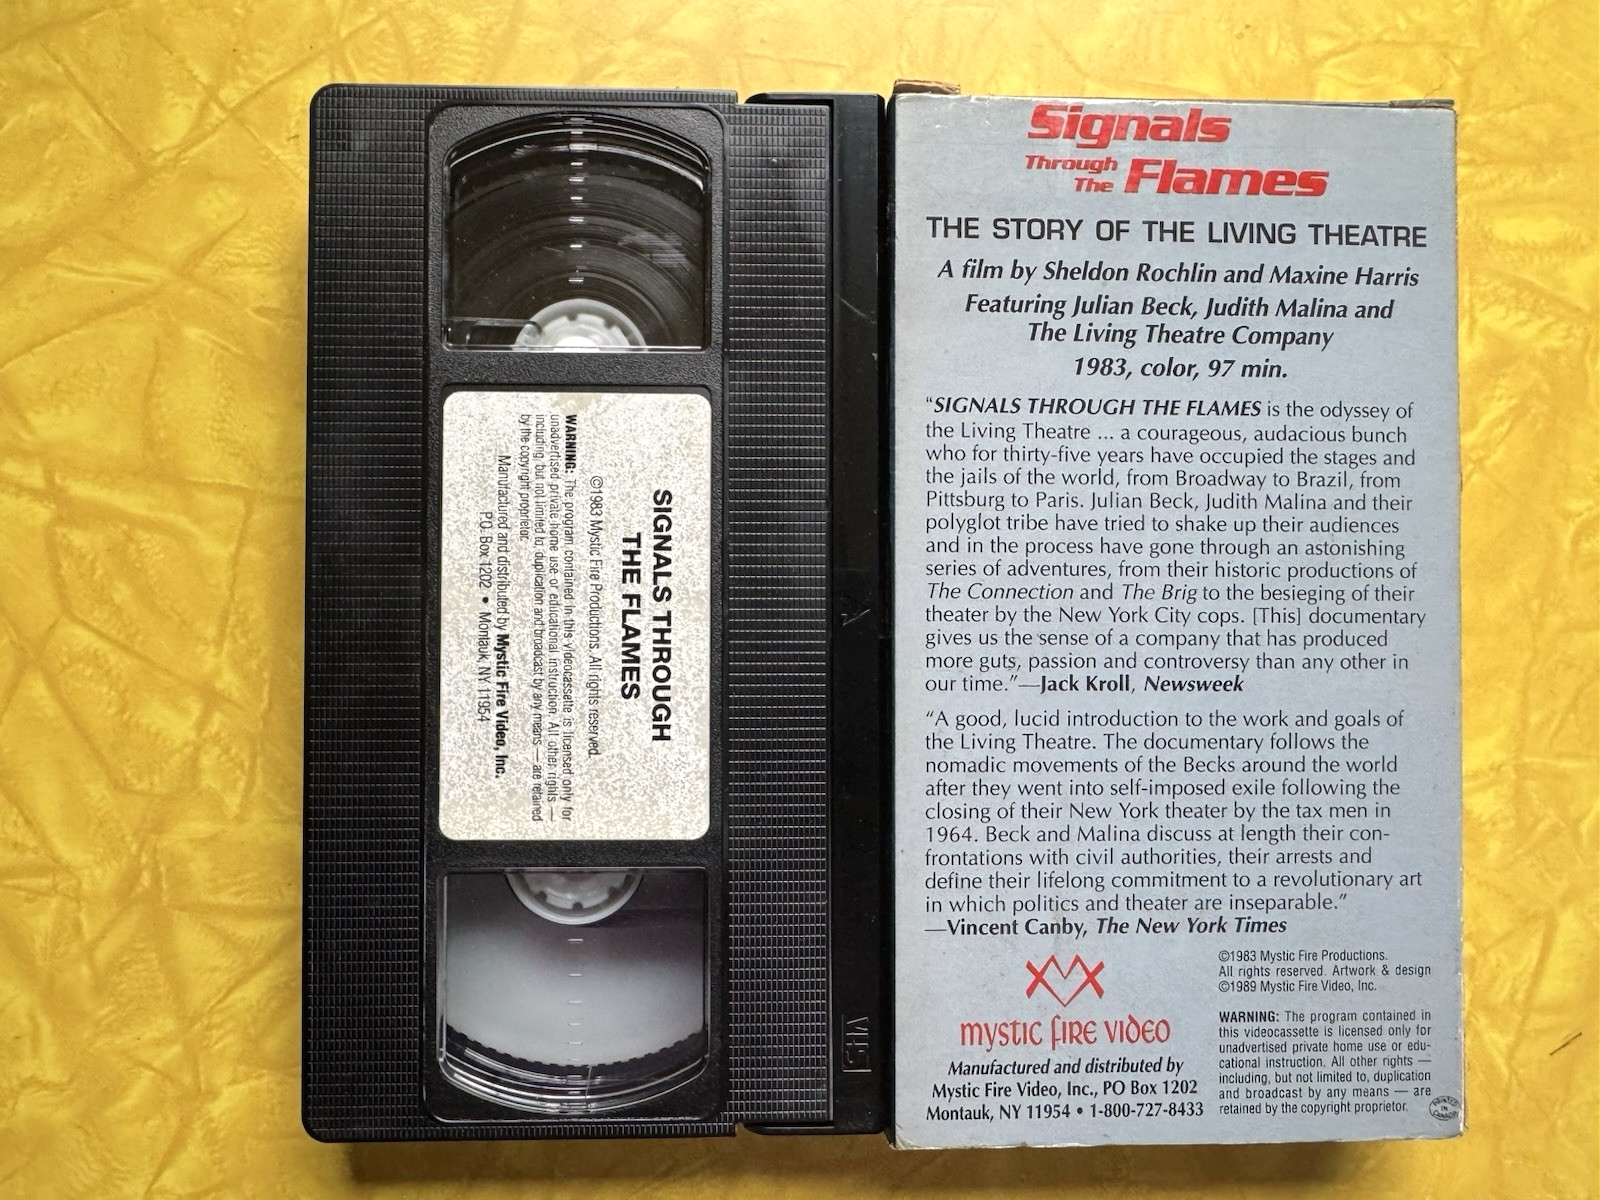 SIGNALS THROUGH
THE FLAMES
©1983 Mystic Fire Productions. All rights reserved.
WARNING: The program contained in this videocassette is licensed only for
unadvertised private home use or educational instruction. All other rights —
including, but not limited to, duplication and broadcast by any means — are retained
by the copyright proprietor.
Manufactured and distributed by Mystic Fire Video, Inc.
PO Box 1202 • Montauk, NY 11954
VHS
Signals
Through
The Flames
THE STORY OF THE LIVING THEATRE
A film by Sheldon Rochlin and Maxine Harris
Featuring Julian Beck, Judith Malina and
The Living Theatre Company
1983, color, 97 min.
“SIGNALS THROUGH THE FLAMES is the odyssey of
the Living Theatre ... a courageous, audacious bunch
who for thirty-five years have occupied the stages and
the jails of the world, from Broadway to Brazil, from
Pittsburg to Paris. Julian Beck, Judith Malina and their
polyglot tribe have tried to shake up their audiences
and in the process have gone through an astonishing
series of adventures, from their historic productions of
The Connection and The Brig to the besieging of their
theater by the New York City cops. [This] documentary
gives us the sense of a company that has produced
more guts, passion and controversy than any other in
our time.”—Jack Kroll, Newsweek
“A good, lucid introduction to the work and goals of
the Living Theatre. The documentary follows the
nomadic movements of the Becks around the world
after they went into self-imposed exile following the
closing of their New York theater by the tax men in
1964. Beck and Malina discuss at length their con-
frontations with civil authorities, their arrests and
define their lifelong commitment to a revolutionary art
in which politics and theater are inseparable.”
—Vincent Canby, The New York Times
mystic fire video
Manufactured and distributed by
Mystic Fire Video, Inc., PO Box 1202
Montauk, NY 11954 • 1-800-727-8433
©1983 Mystic Fire Productions.
All rights reserved. Artwork & design
©1989 Mystic Fire Video, Inc.
WARNING: The program contained in
this videocassette is licensed only for
unadvertised private home use or edu-
cational instruction. All other rights —
including, but not limited to, duplication
and broadcast by any means — are
retained by the copyright proprietor.
PRINTED
IN
CANADA